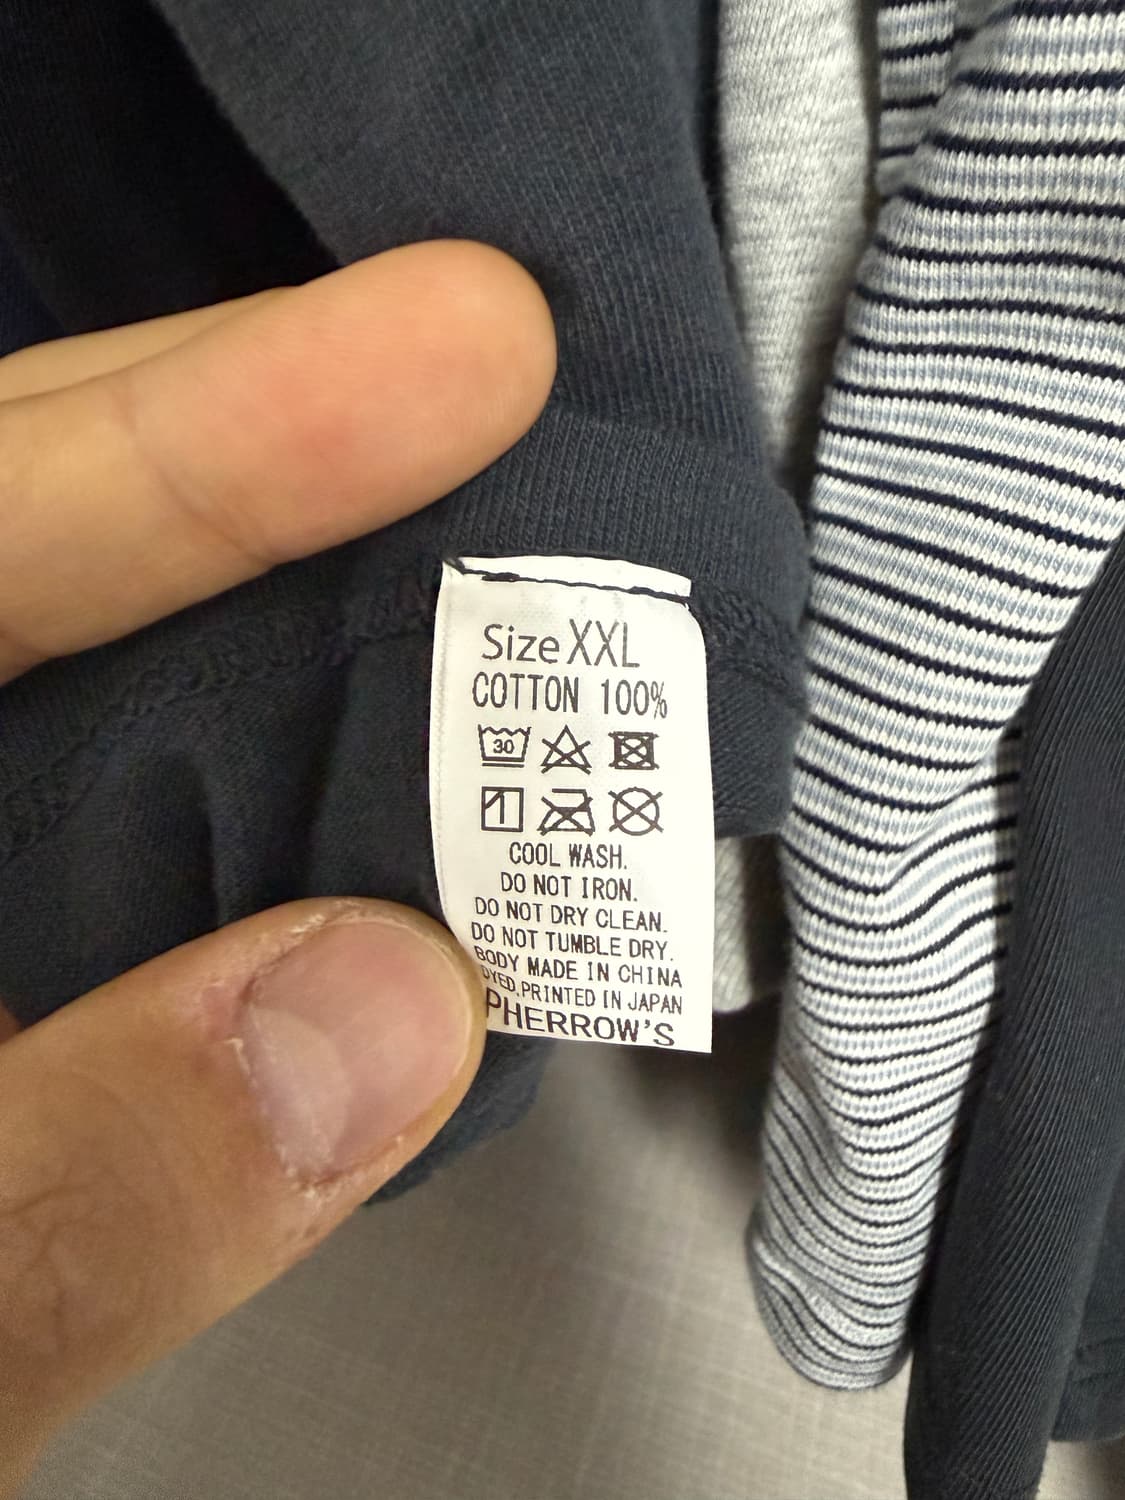 Size XXL
COTTON 100%
30
COOL WASH.
DO NOT IRON.
DO NOT DRY CLEAN.
DO NOT TUMBLE DRY.
BODY MADE IN CHINA
DYED.PRINTED IN JAPAN
PHERROW'S